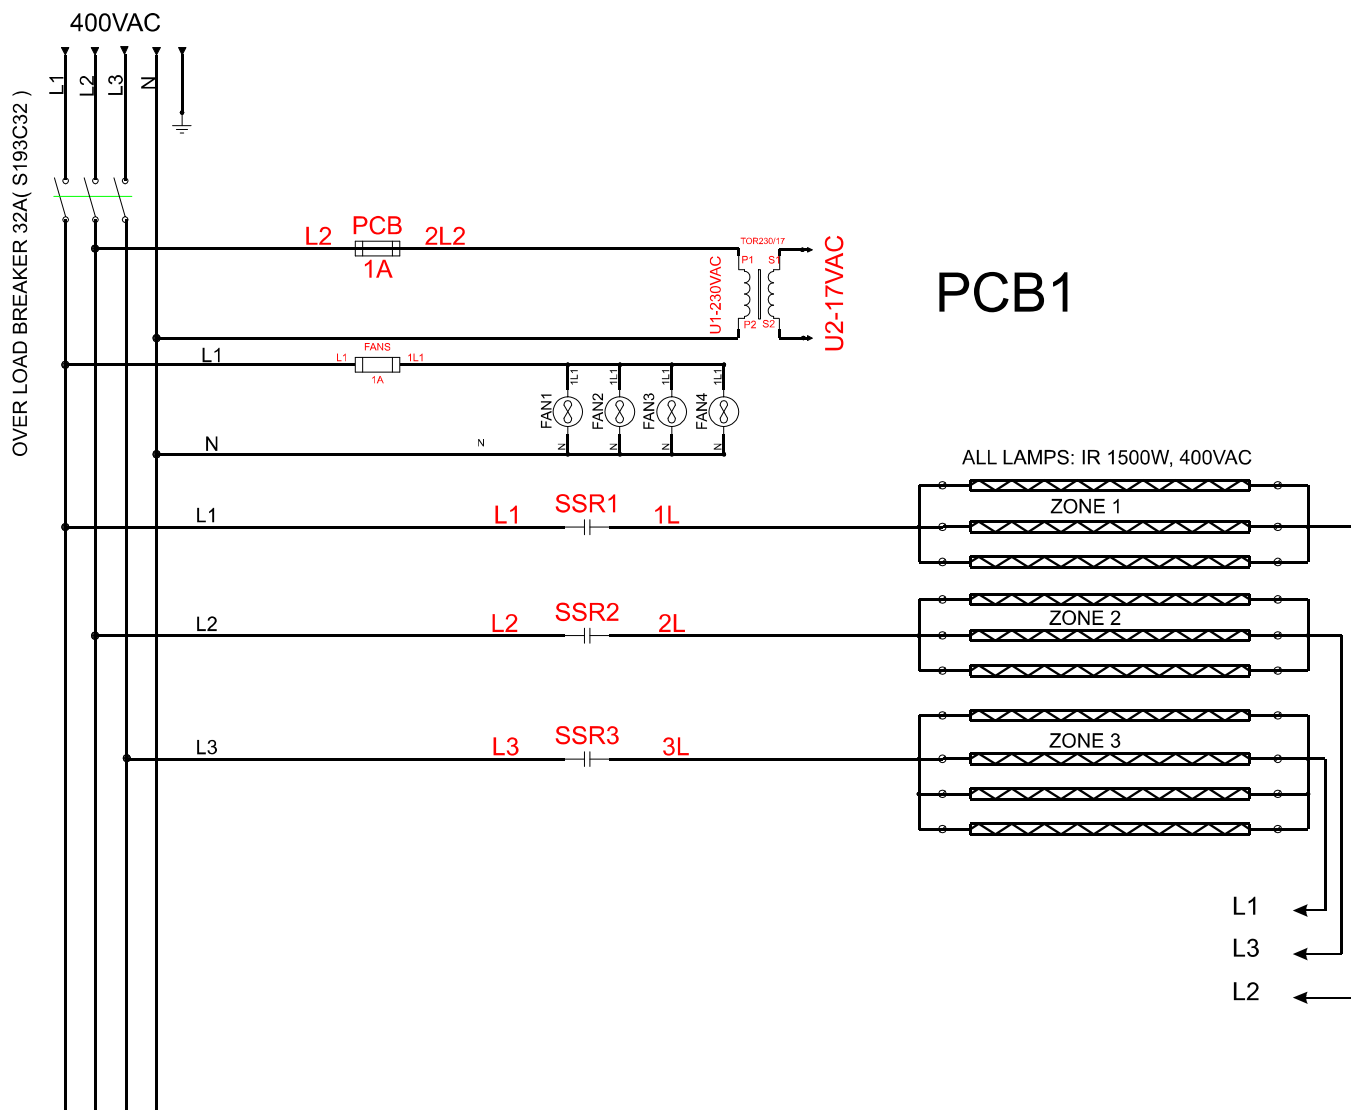 400VAC
L1
L2
L3
N
OVER LOAD BREAKER 32A( S193C32 )
L2
PCB
2L2
1A
TOR230/17
P1
S1
U1-230VAC
U2-17VAC
P2
S2
PCB1
L1
L1
FANS
1L1
1A
1L1
1L1
1L1
1L1
FAN1
FAN2
FAN3
FAN4
N
N
N
N
N
N
ALL LAMPS: IR 1500W, 400VAC
L1
L1
SSR1
1L
ZONE 1
L2
L2
SSR2
2L
ZONE 2
L3
L3
SSR3
3L
ZONE 3
L1
L3
L2